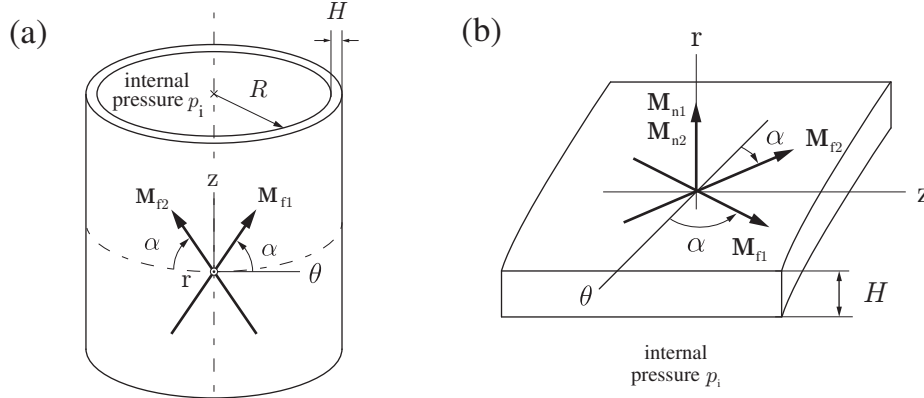 (a)
H
internal
pressure p_i
R
z
M_f2
M_f1
α
α
r
θ
(b)
r
M_n1
M_n2
α
M_f2
z
α
M_f1
θ
H
internal
pressure p_i